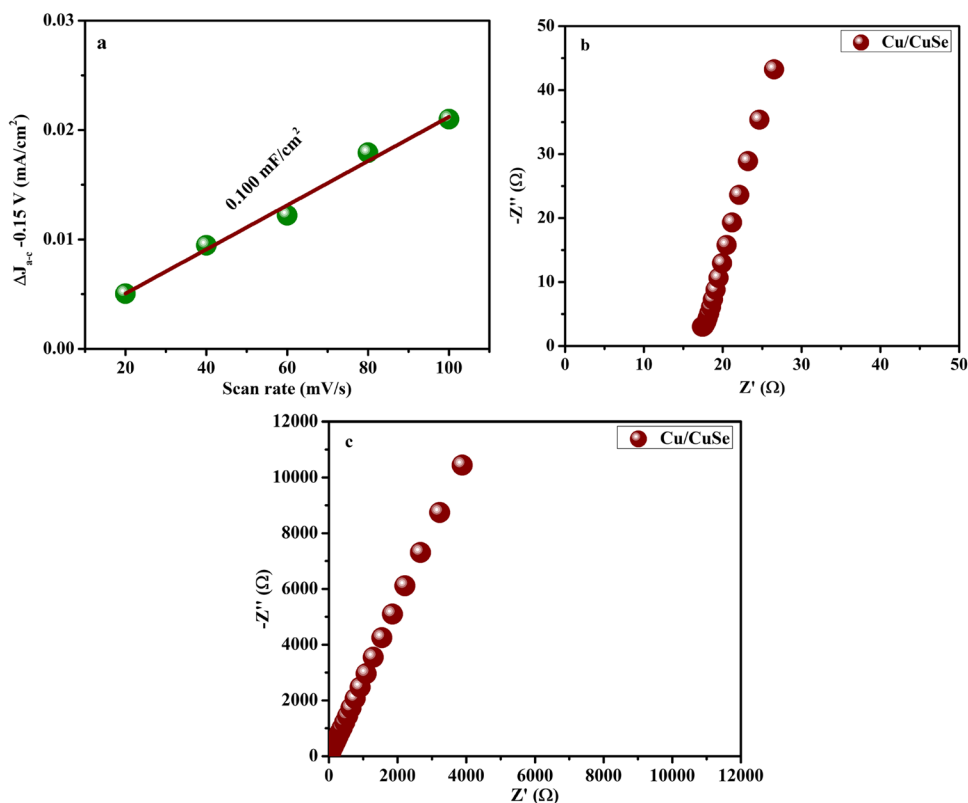 a
0.03
0.02
0.01
0.00
ΔJa-c -0.15 V (mA/cm²)
0.100 mF/cm²
20 40 60 80 100
Scan rate (mV/s)
b
Cu/CuSe
50
40
30
20
10
0
-Z'' (Ω)
0 10 20 30 40 50
Z' (Ω)
c
Cu/CuSe
12000
10000
8000
6000
4000
2000
0
-Z'' (Ω)
0 2000 4000 6000 8000 10000 12000
Z' (Ω)